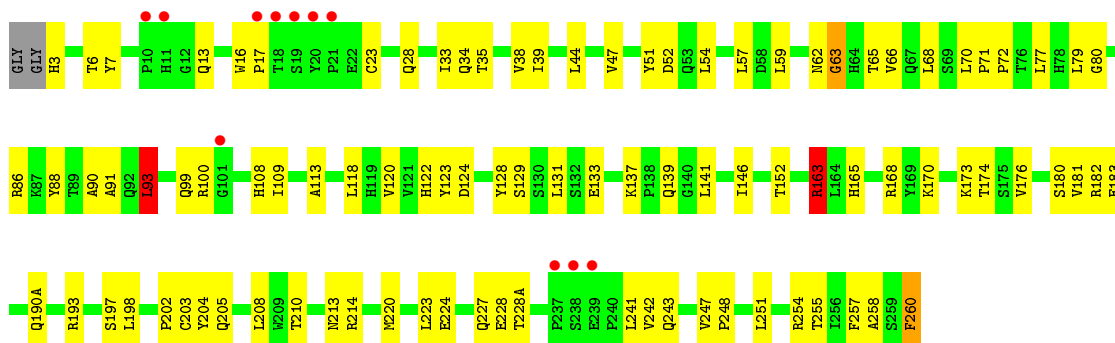 GLY GLY H3 T6 Y7 P10 H11 G12 Q13 W16 P17 T18 S19 Y20 P21 E22 C23 Q28 I33 Q34 T35 V38 I39 L44 V47 Y51 D52 Q53 L54 L57 D58 L59 N62 G63 H64 T65 V66 Q67 L68 S69 L70 P71 P72 T76 L77 H78 L79 G80
R86 K87 Y88 T89 A90 A91 Q92 L93 Q99 R100 G101 H108 I109 A113 L118 H119 V120 V121 H122 Y123 D124 Y128 S129 S130 L131 S132 E133 K137 P138 Q139 G140 L141 I146 T152 R163 L164 H165 R168 Y169 K170 K173 T174 S175 V176 S180 V181 R182 E183
Q190A R193 S197 L198 P202 C203 Y204 Q205 L208 W209 T210 N213 R214 M220 L223 E224 Q227 E228 T228A P237 S238 E239 P240 L241 V242 Q243 V247 P248 L251 R254 T255 I256 F257 A258 S259 F260